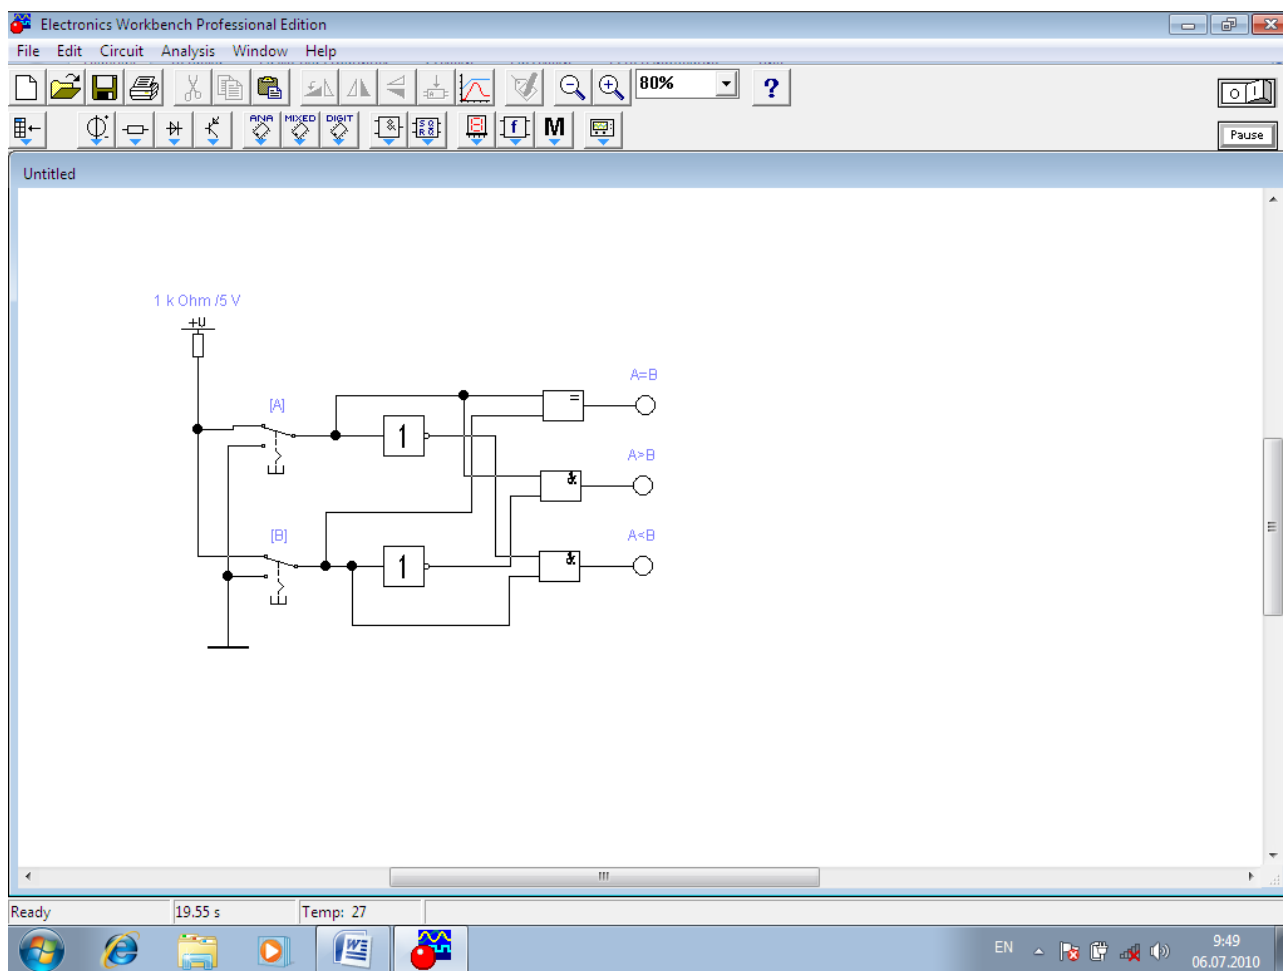 Electronics Workbench Professional Edition
File Edit Circuit Analysis Window Help
80%
?
ANA MIXED DIGIT
&
f M
Pause
Untitled
1 k Ohm /5 V
+U
A=B
[A]
=
1
A>B
&
[B]
A<B
1
&
Ready 19.55 s Temp: 27
EN 9:49
06.07.2010